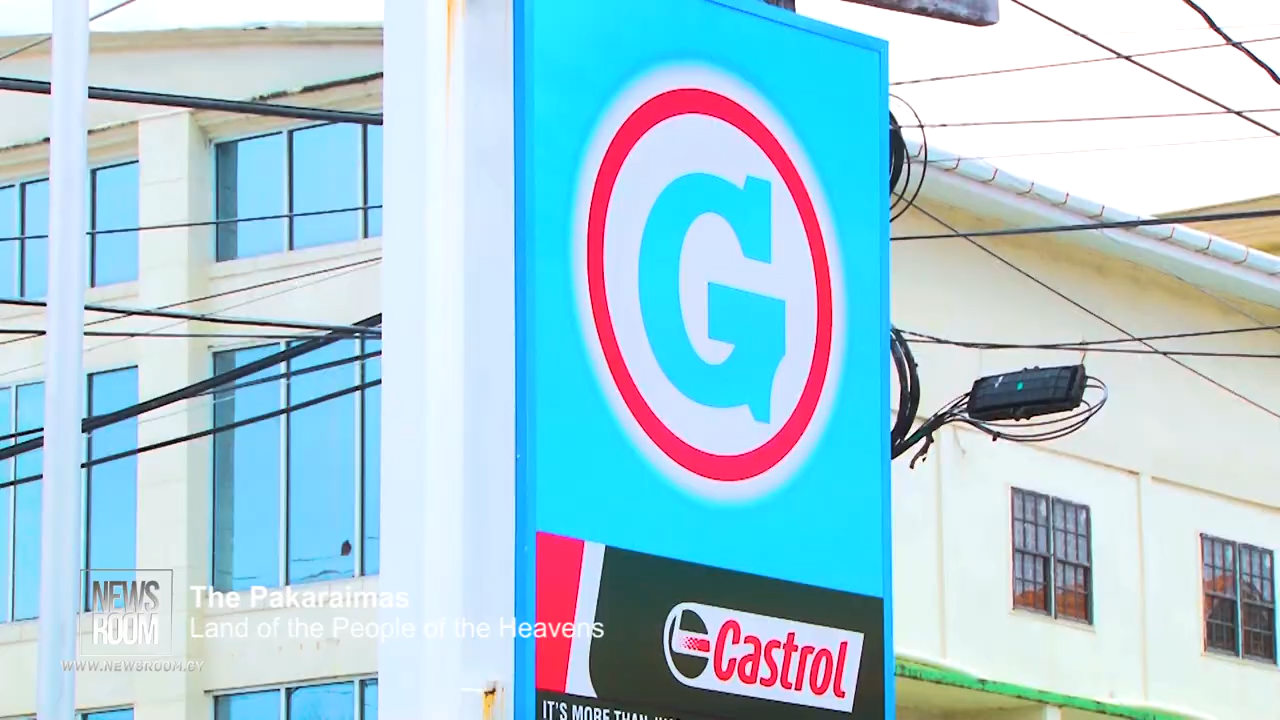 G
Castrol
IT'S MORE THAN
NEWS
ROOM
WWW.NEWSROOM.GY
The Pakaraimas
Land of the People of the Heavens